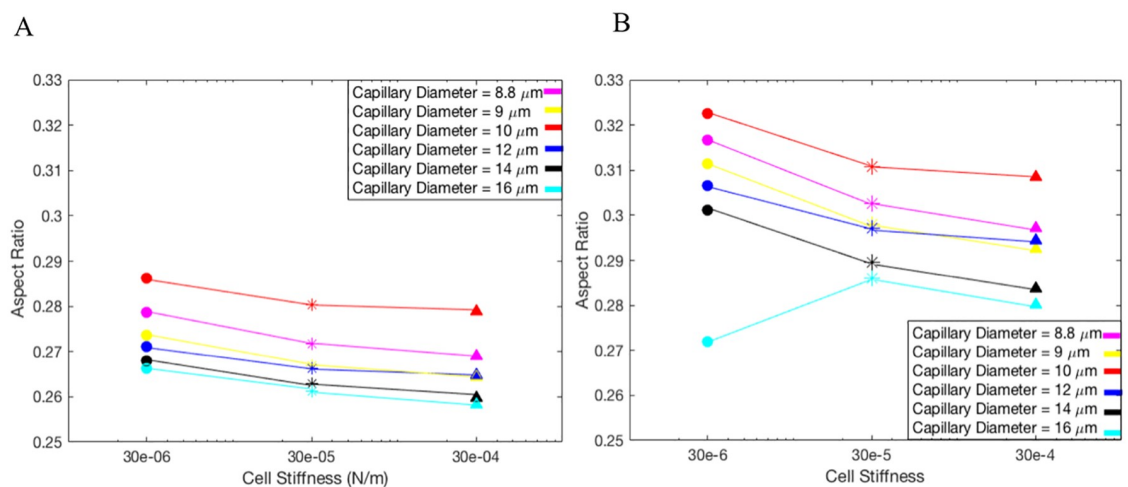 A
0.33
0.32
0.31
0.3
0.29
0.28
0.27
0.26
0.25
Aspect Ratio
Capillary Diameter = 8.8 μm
Capillary Diameter = 9 μm
Capillary Diameter = 10 μm
Capillary Diameter = 12 μm
Capillary Diameter = 14 μm
Capillary Diameter = 16 μm
30e-06 30e-05 30e-04
Cell Stiffness (N/m)
B
0.33
0.32
0.31
0.3
0.29
0.28
0.27
0.26
0.25
Aspect Ratio
Capillary Diameter = 8.8 μm
Capillary Diameter = 9 μm
Capillary Diameter = 10 μm
Capillary Diameter = 12 μm
Capillary Diameter = 14 μm
Capillary Diameter = 16 μm
30e-6 30e-5 30e-4
Cell Stiffness